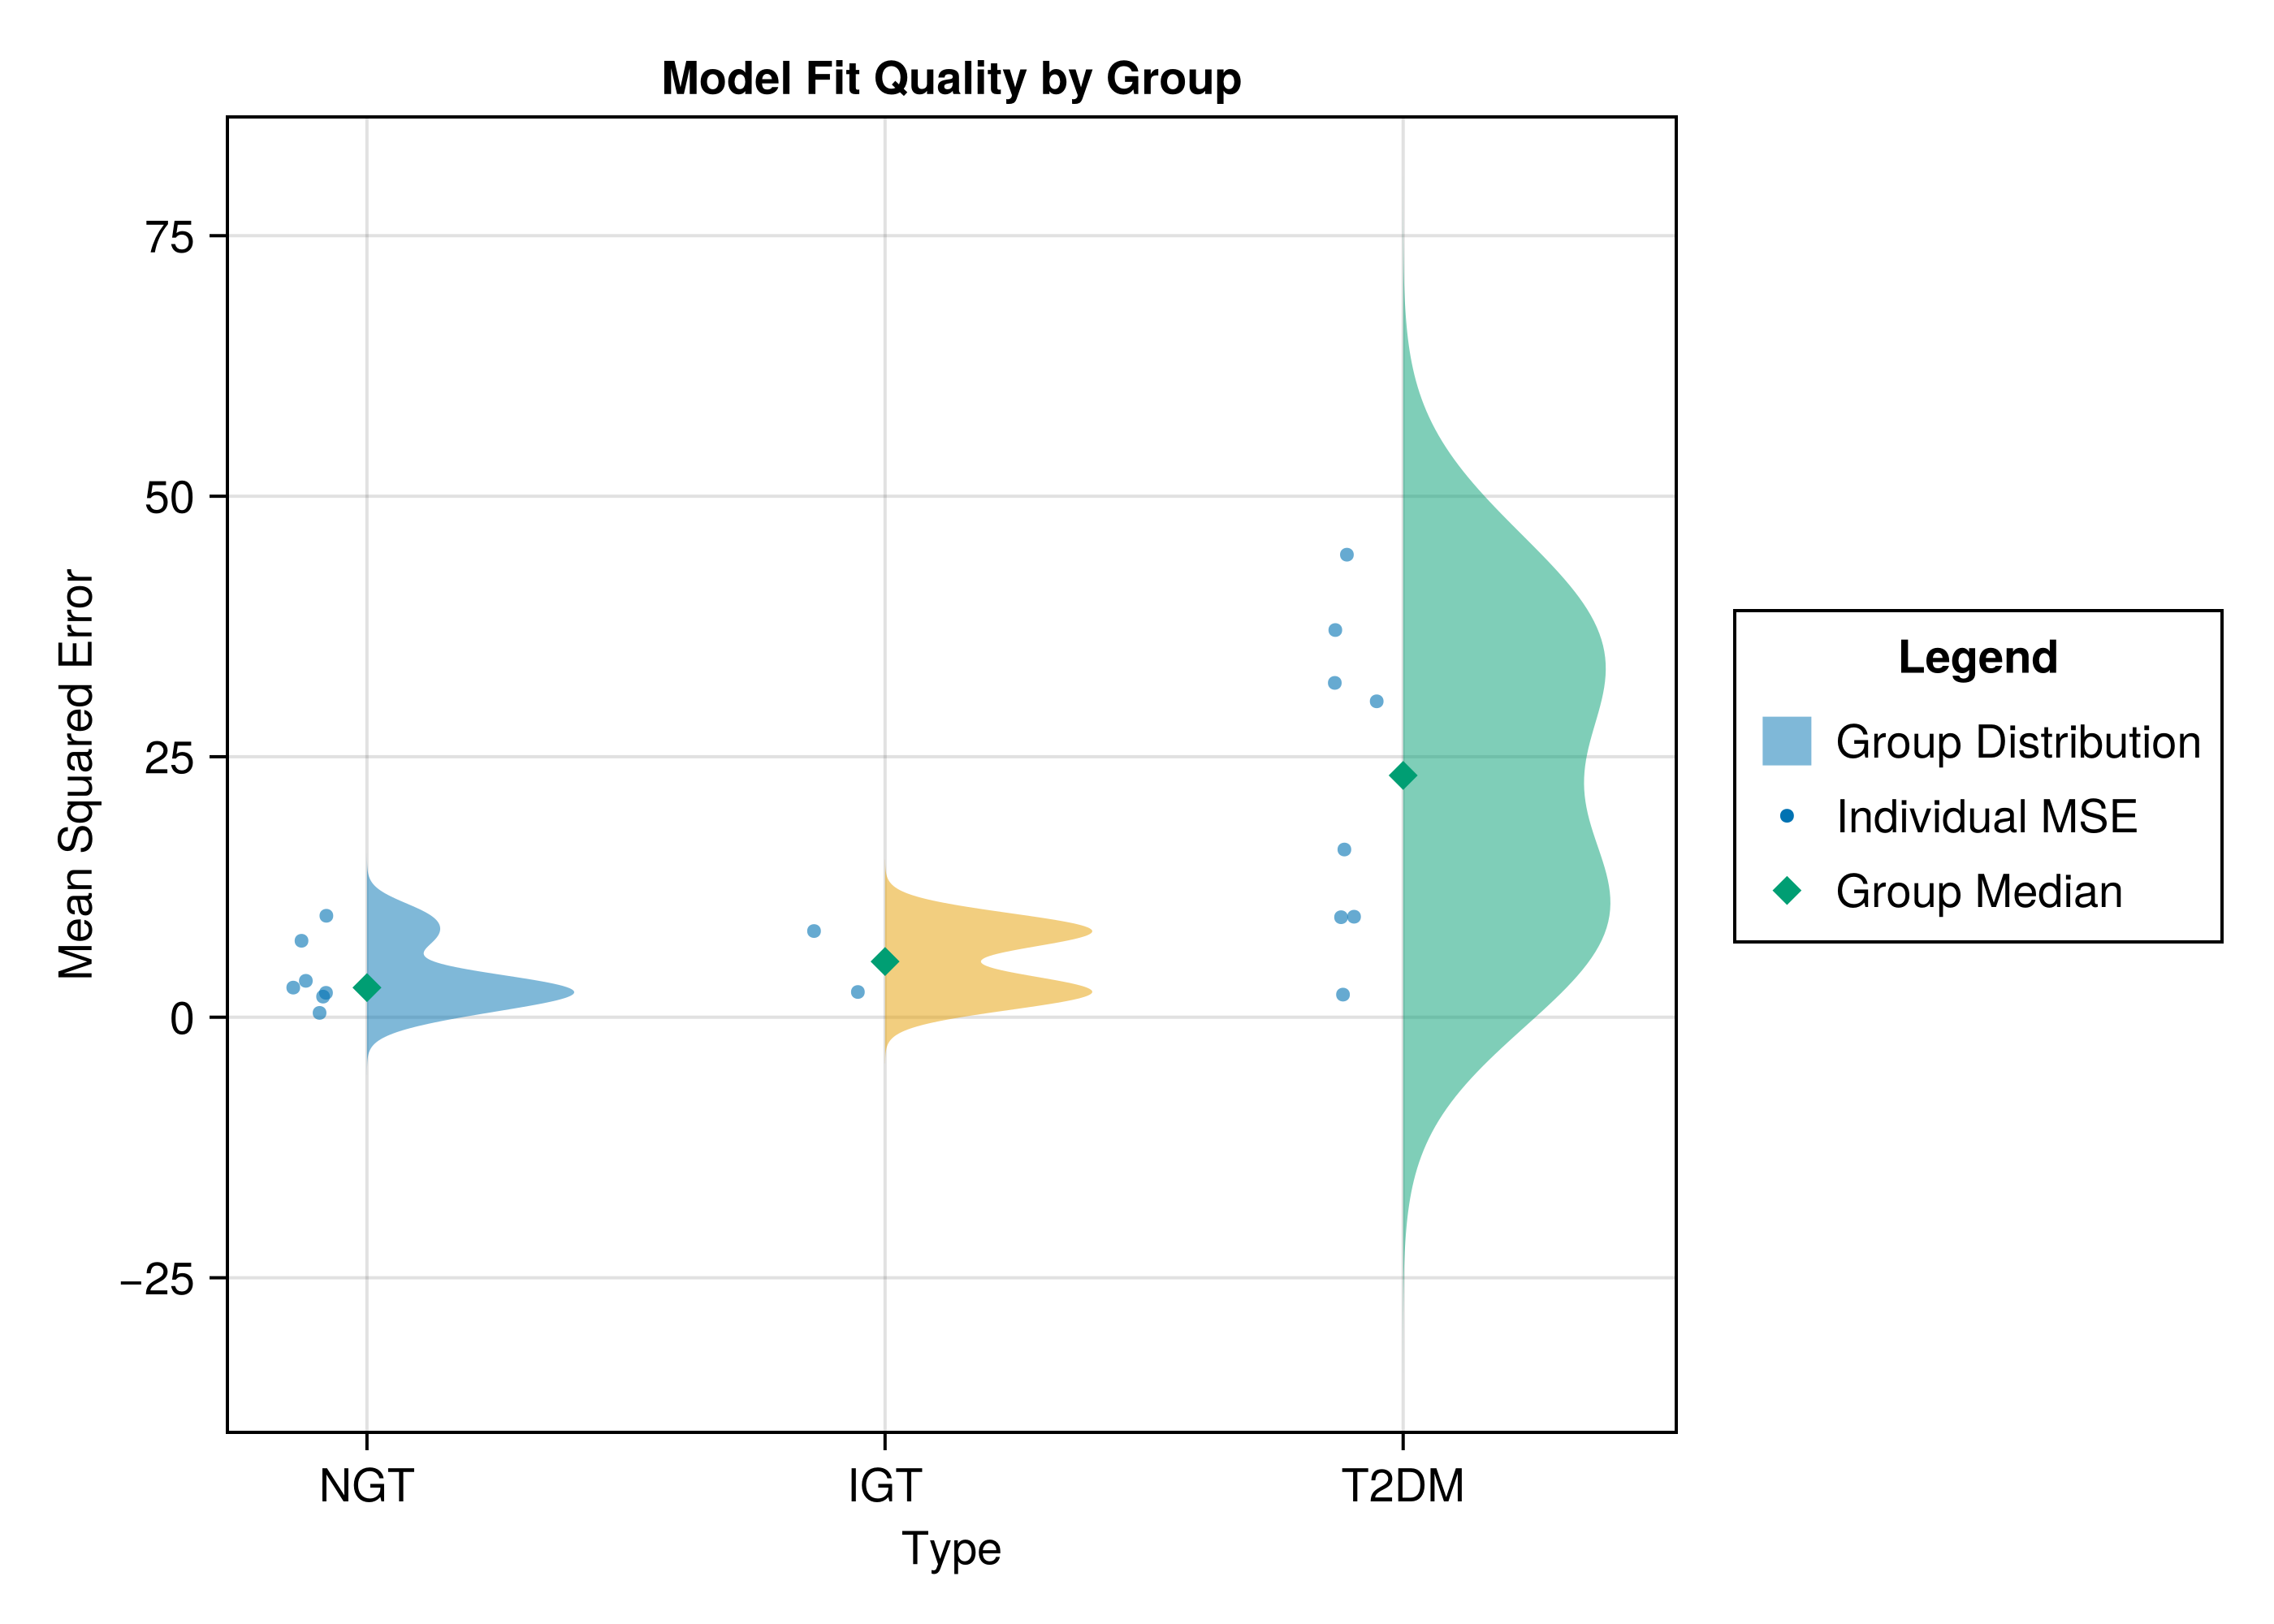 Model Fit Quality by Group
Mean Squared Error
75
50
25
0
−25
NGT
IGT
T2DM
Type
Legend
Group Distribution
Individual MSE
Group Median